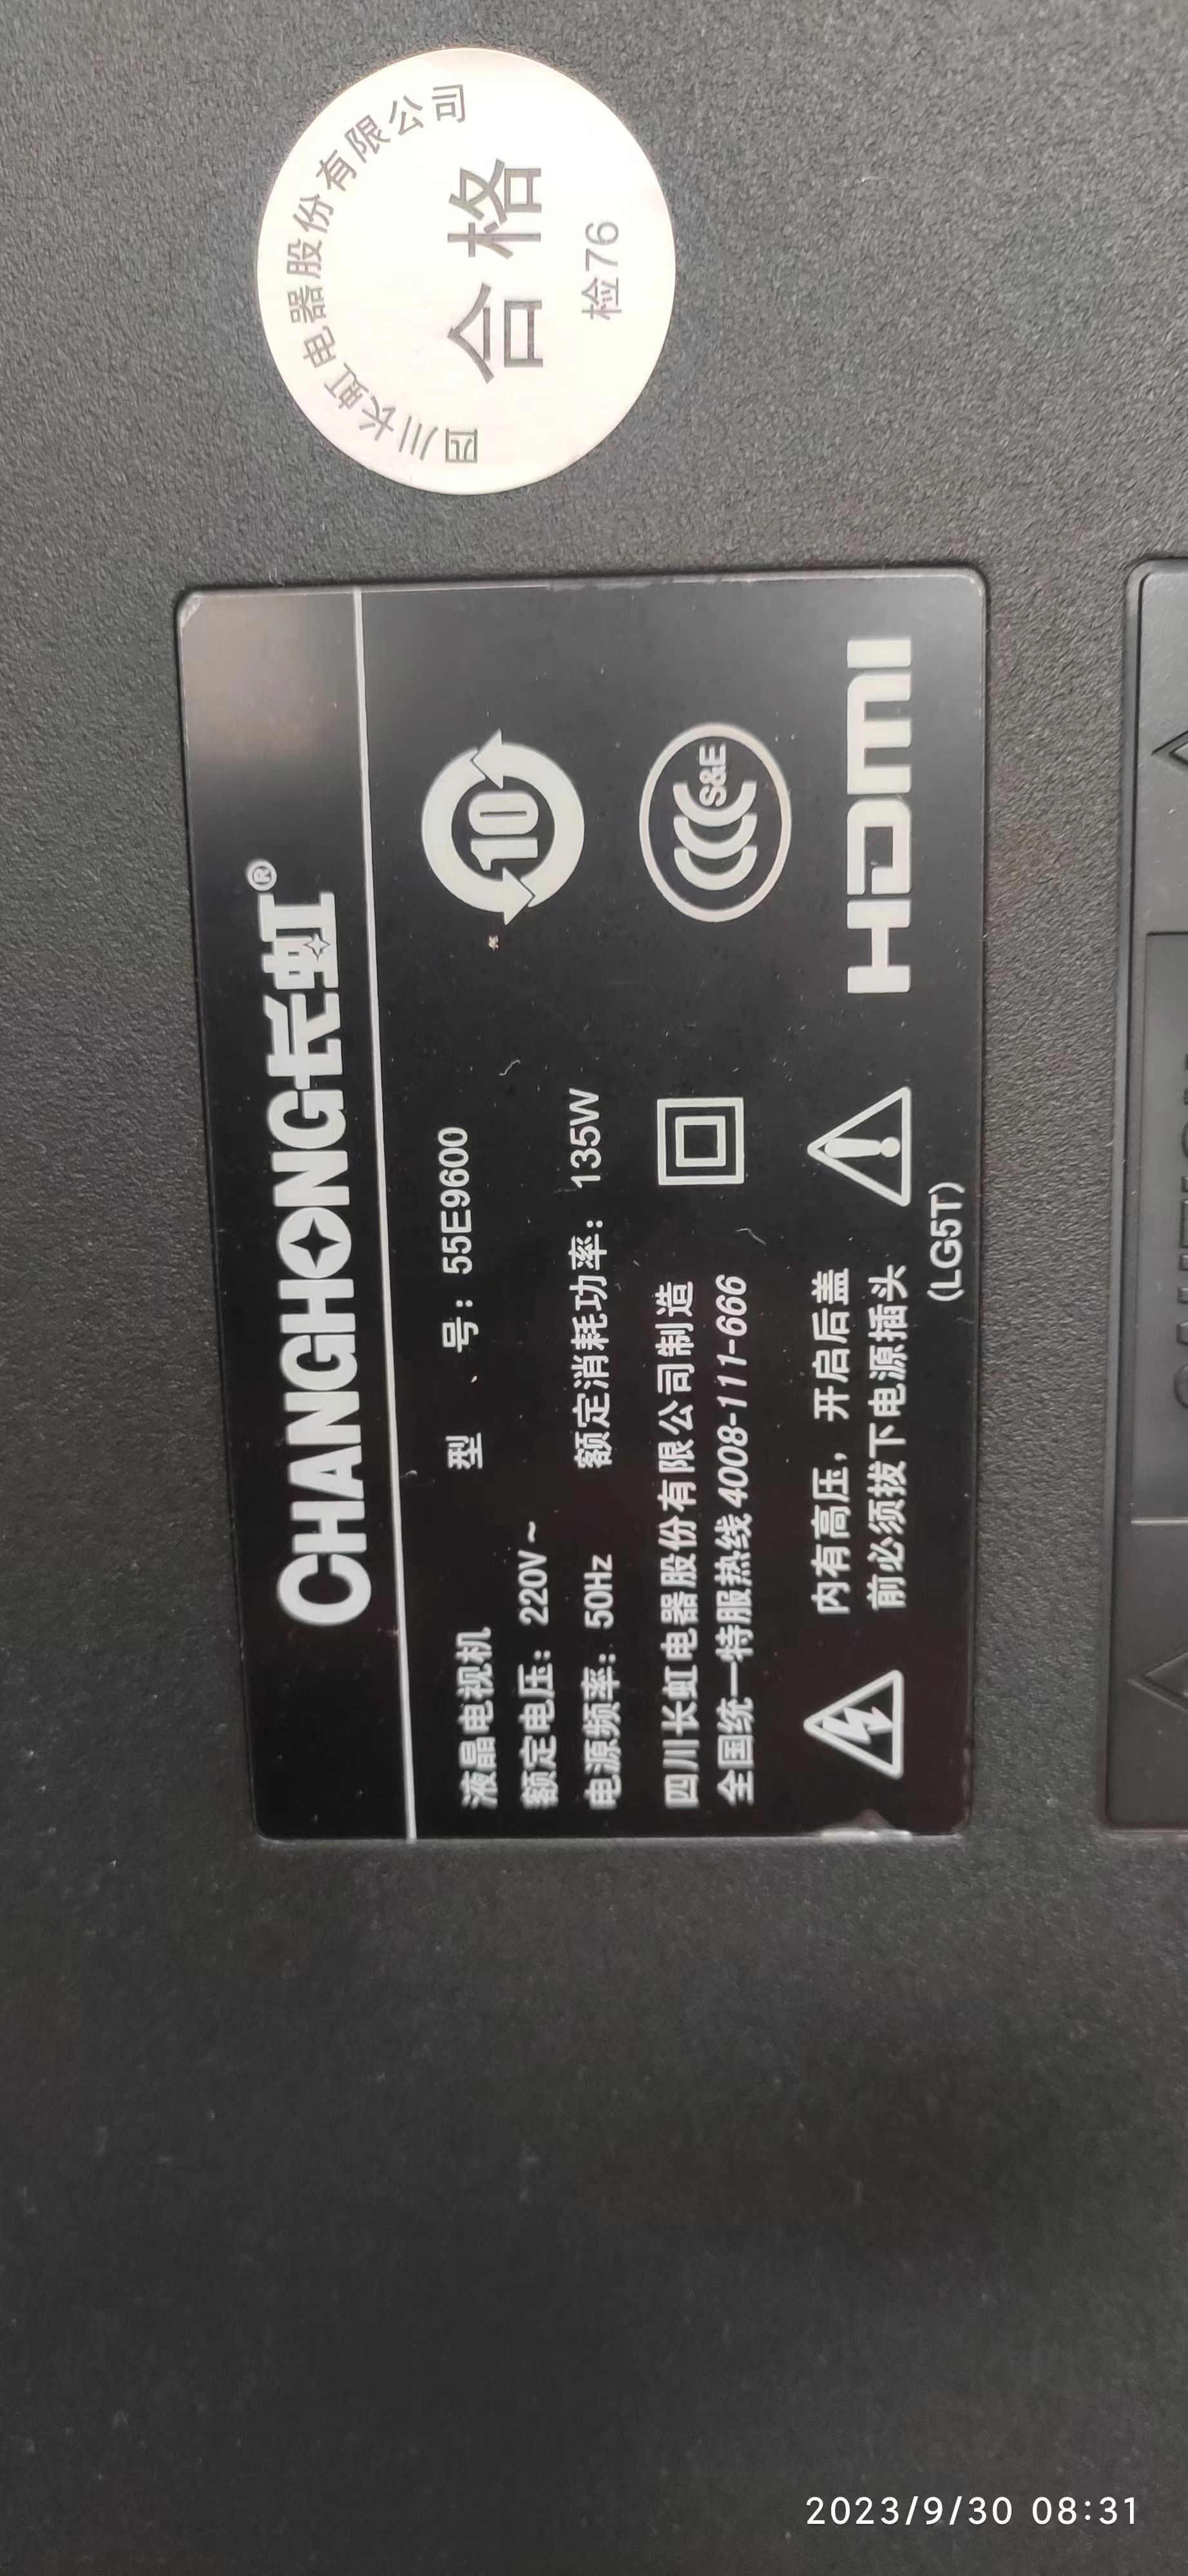 四川长虹电器股份有限公司
合格
检76
CHANGHONG长虹®
液晶电视机
型 号：55E9600
额定电压：220V～
电源频率：50Hz 额定消耗功率：135W
10
四川长虹电器股份有限公司制造
全国统一特服热线4008-111-666
CCC S&E
内有高压，开启后盖
前必须拔下电源插头
HDMI
(LG5T)
2023/9/30 08:31